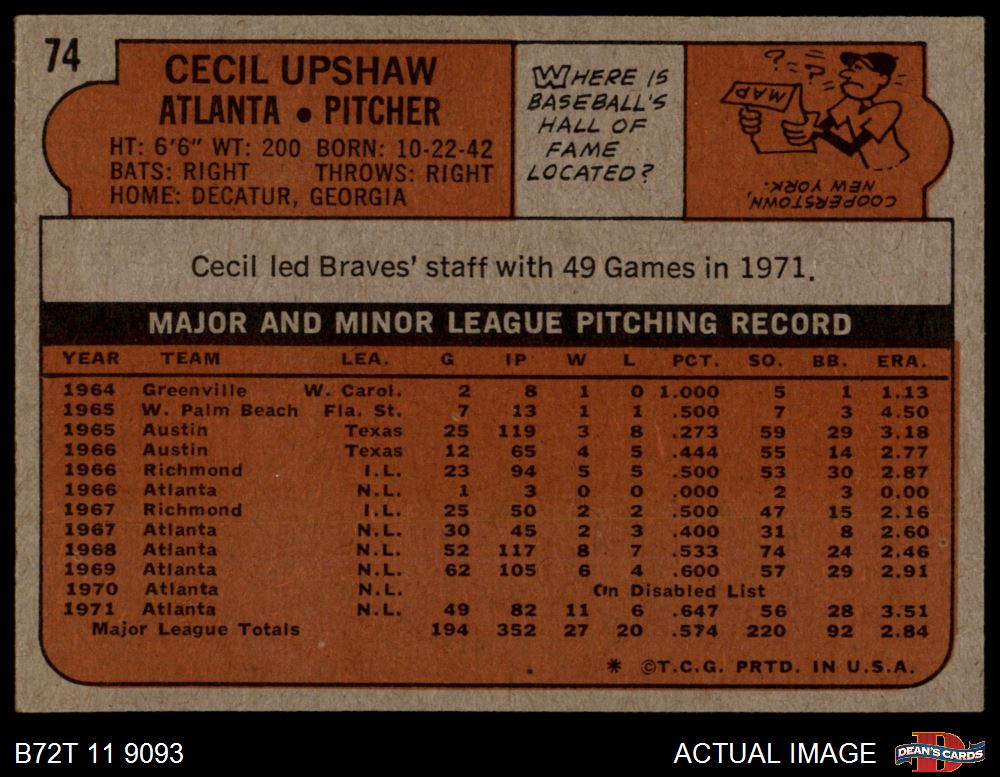 74
CECIL UPSHAW
ATLANTA • PITCHER
HT: 6'6" WT: 200 BORN: 10-22-42
BATS: RIGHT THROWS: RIGHT
HOME: DECATUR, GEORGIA
WHERE IS
BASEBALL'S
HALL OF
FAME
LOCATED?
? ? ?
MAP
COOPERSTOWN,
NEW YORK.
Cecil led Braves' staff with 49 Games in 1971.
MAJOR AND MINOR LEAGUE PITCHING RECORD
YEAR TEAM LEA. G IP W L PCT. SO. BB. ERA.
1964 Greenville W. Carol. 2 8 1 0 1.000 5 1 1.13
1965 W. Palm Beach Fla. St. 7 13 1 1 .500 7 3 4.50
1965 Austin Texas 25 119 3 8 .273 59 29 3.18
1966 Austin Texas 12 65 4 5 .444 55 14 2.77
1966 Richmond I.L. 23 94 5 5 .500 53 30 2.87
1966 Atlanta N.L. 1 3 0 0 .000 2 3 0.00
1967 Richmond I.L. 25 50 2 2 .500 47 15 2.16
1967 Atlanta N.L. 30 45 2 3 .400 31 8 2.60
1968 Atlanta N.L. 52 117 8 7 .533 74 24 2.46
1969 Atlanta N.L. 62 105 6 4 .600 57 29 2.91
1970 Atlanta N.L. On Disabled List
1971 Atlanta N.L. 49 82 11 6 .647 56 28 3.51
Major League Totals 194 352 27 20 .574 220 92 2.84
* ©T.C.G. PRTD. IN U.S.A.
B72T 11 9093
ACTUAL IMAGE
D
DEAN'S CARDS